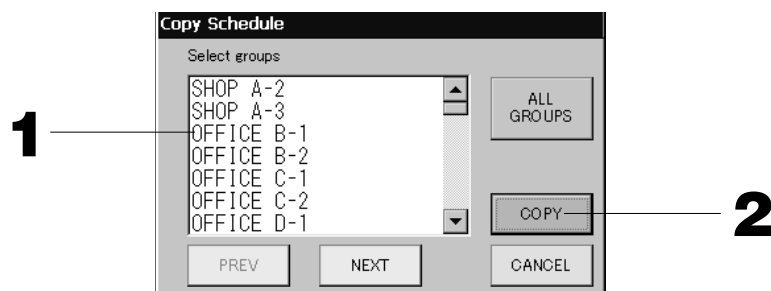 Copy Schedule
Select groups
SHOP A-2
SHOP A-3
OFFICE B-1
OFFICE B-2
OFFICE C-1
OFFICE C-2
OFFICE D-1
ALL
GROUPS
COPY
PREV
NEXT
CANCEL
1
2